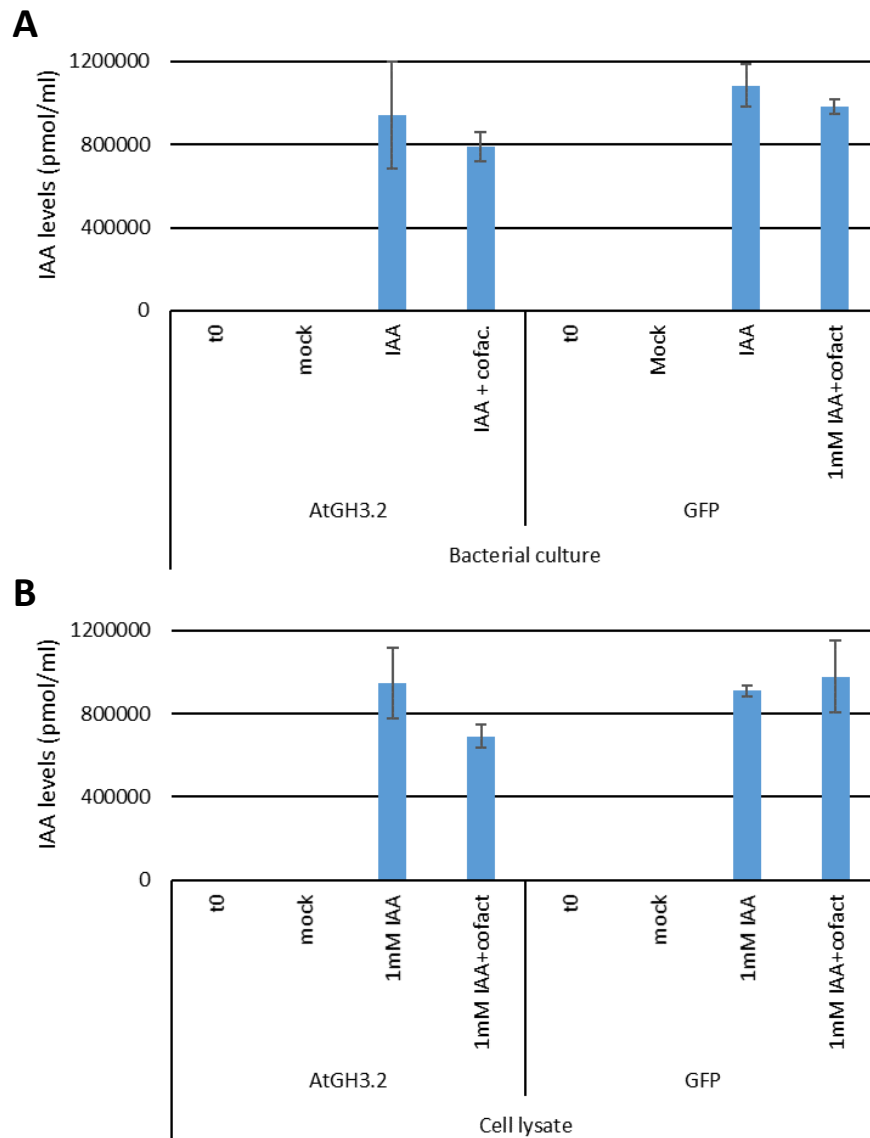 A
IAA levels (pmol/ml)
1200000
800000
400000
0
t0
mock
IAA
IAA + cofac.
t0
Mock
IAA
1mM IAA+cofact
AtGH3.2
GFP
Bacterial culture
B
IAA levels (pmol/ml)
1200000
800000
400000
0
t0
mock
1mM IAA
1mM IAA+cofact
t0
mock
1mM IAA
1mM IAA+cofact
AtGH3.2
GFP
Cell lysate